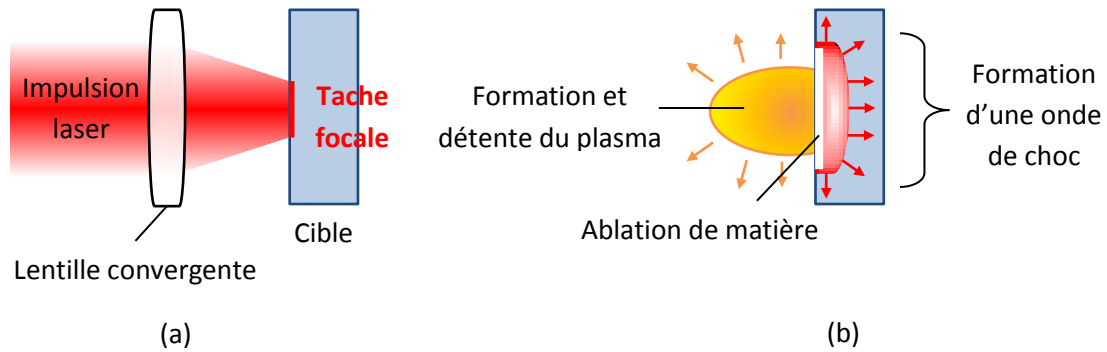 Impulsion
laser
Tache
focale
Cible
Lentille convergente
(a)
Formation et
détente du plasma
Ablation de matière
Formation
d’une onde
de choc
(b)